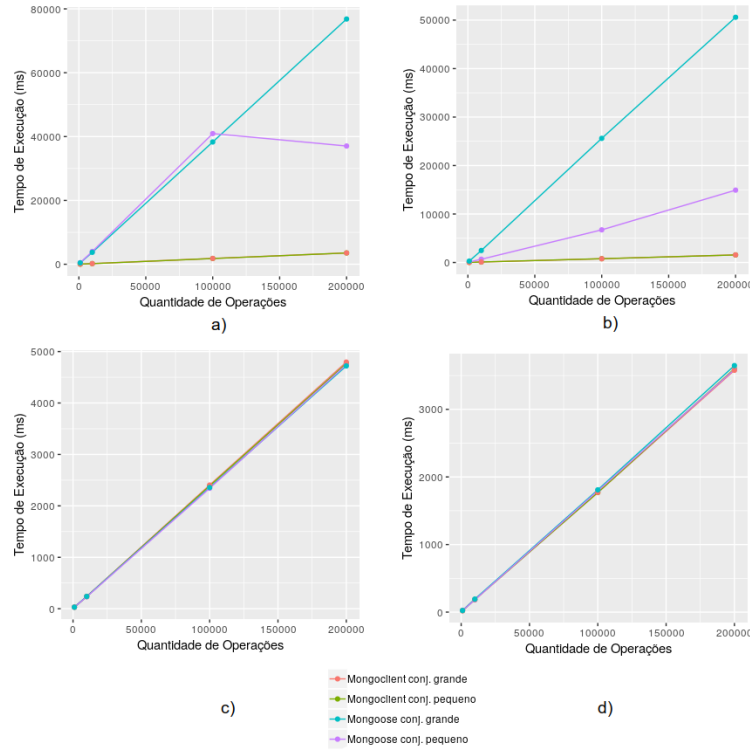 80000
60000
40000
20000
0
Tempo de Execução (ms)
0
50000
100000
150000
200000
Quantidade de Operações
a)
50000
40000
30000
20000
10000
0
Tempo de Execução (ms)
0
50000
100000
150000
200000
Quantidade de Operações
b)
5000
4000
3000
2000
1000
0
Tempo de Execução (ms)
0
50000
100000
150000
200000
Quantidade de Operações
c)
3000
2000
1000
0
Tempo de Execução (ms)
0
50000
100000
150000
200000
Quantidade de Operações
d)
Mongoclient conj. grande
Mongoclient conj. pequeno
Mongoose conj. grande
Mongoose conj. pequeno